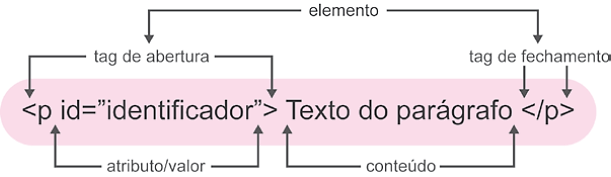 elemento
tag de abertura
tag de fechamento
<p id=”identificador”> Texto do parágrafo </p>
atributo/valor
conteúdo